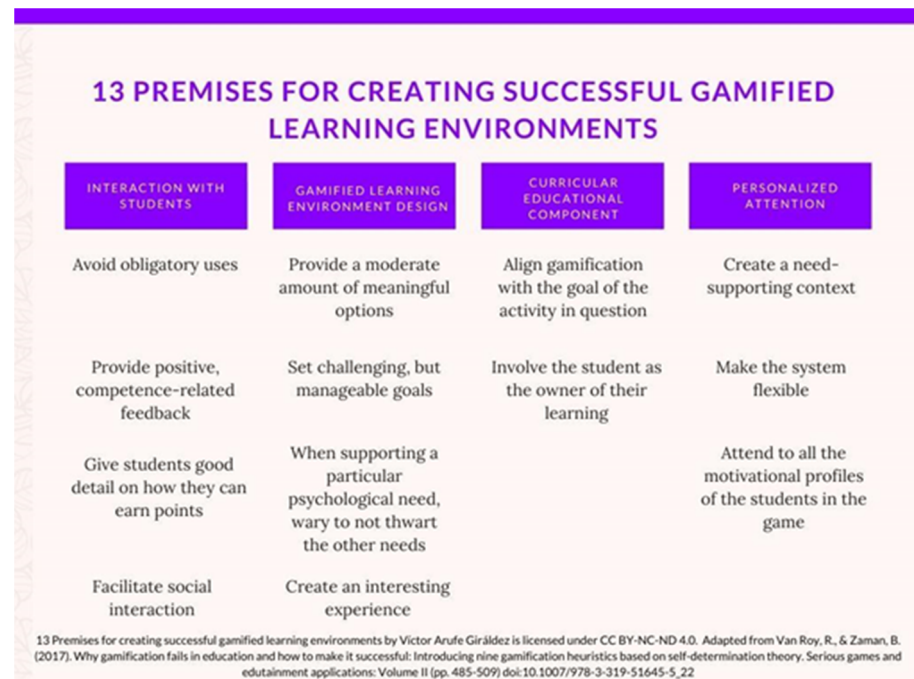 13 PREMISES FOR CREATING SUCCESSFUL GAMIFIED
LEARNING ENVIRONMENTS
INTERACTION WITH
STUDENTS
Avoid obligatory uses
Provide positive,
competence-related
feedback
Give students good
detail on how they can
earn points
Facilitate social
interaction
GAMIFIED LEARNING
ENVIRONMENT DESIGN
Provide a moderate
amount of meaningful
options
Set challenging, but
manageable goals
When supporting a
particular
psychological need,
wary to not thwart
the other needs
Create an interesting
experience
CURRICULAR
EDUCATIONAL
COMPONENT
Align gamification
with the goal of the
activity in question
Involve the student as
the owner of their
learning
PERSONALIZED
ATTENTION
Create a need-
supporting context
Make the system
flexible
Attend to all the
motivational profiles
of the students in the
game
13 Premises for creating successful gamified learning environments by Víctor Arufe Giráldez is licensed under CC BY-NC-ND 4.0. Adapted from Van Roy, R., & Zaman, B.
(2017). Why gamification fails in education and how to make it successful: Introducing nine gamification heuristics based on self-determination theory. Serious games and
edutainment applications: Volume II (pp. 485-509) doi:10.1007/978-3-319-51645-5_22